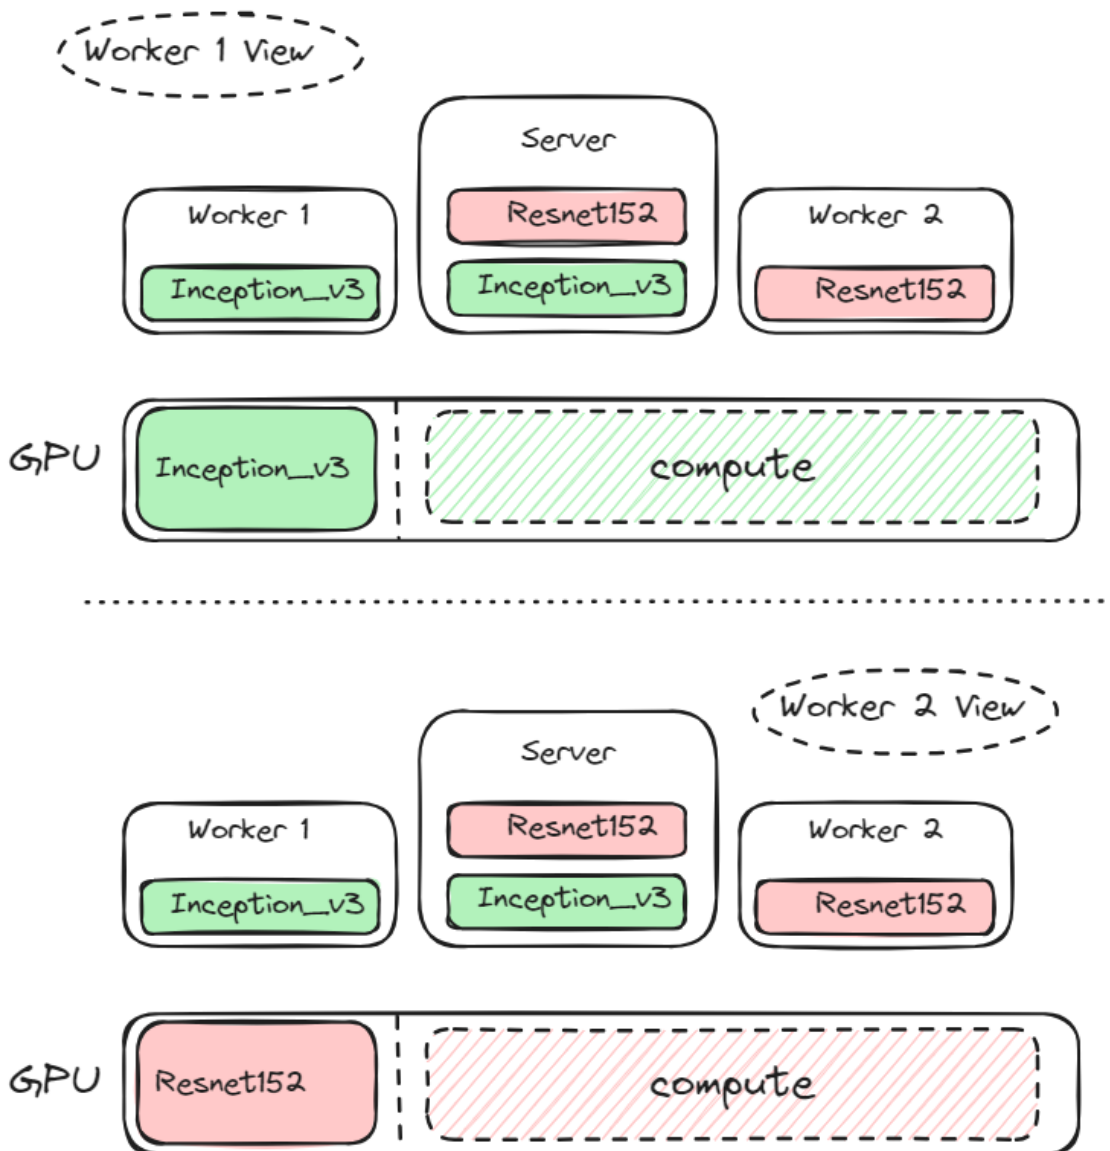 Worker 1 View
Server
Worker 1
Resnet152
Worker 2
Inception_v3
Inception_v3
Resnet152
GPU
Inception_v3
compute
Worker 2 View
Server
Worker 1
Resnet152
Worker 2
Inception_v3
Inception_v3
Resnet152
GPU
Resnet152
compute